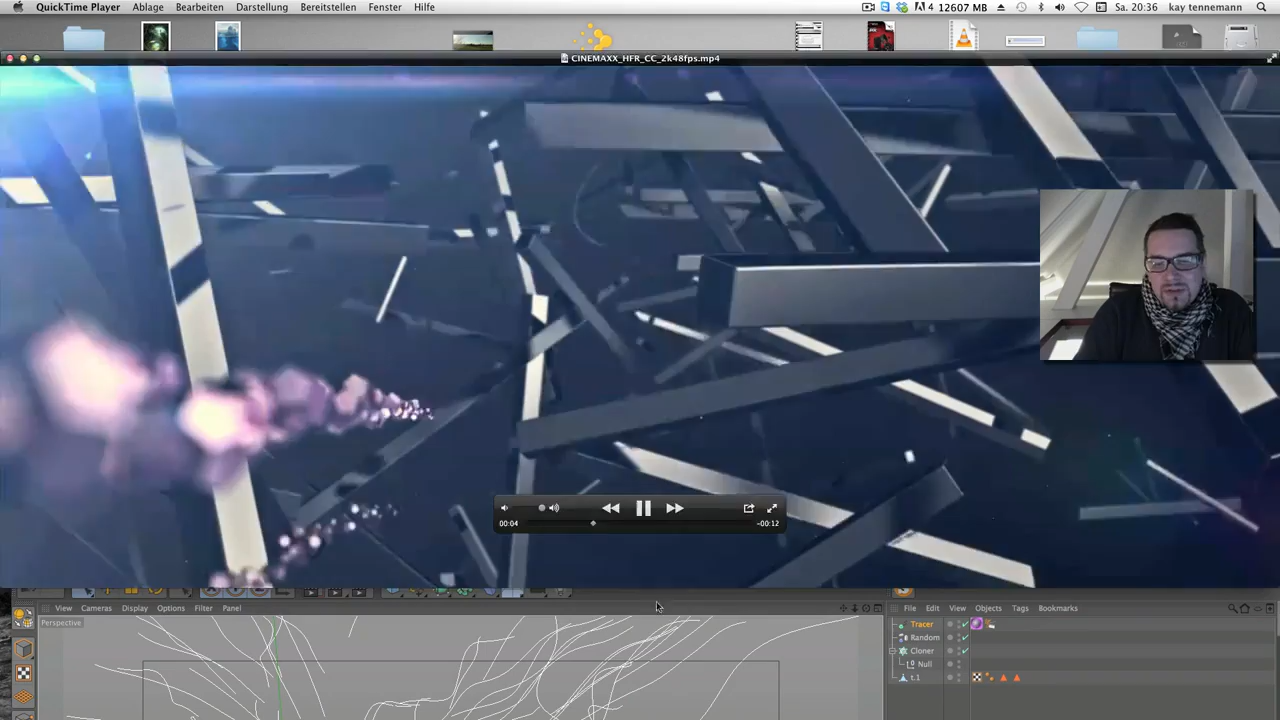 QuickTime Player Ablage Bearbeiten Darstellung Bereitstellen Fenster Hilfe 4 12607 MB Sa. 20:36 kay tennemann
CINEMAXX_HFR_CC_2k48fps.mp4
00:04 -00:12
View Cameras Display Options Filter Panel File Edit View Objects Tags Bookmarks
Perspective
Tracer
Random
Cloner
Null
t.1